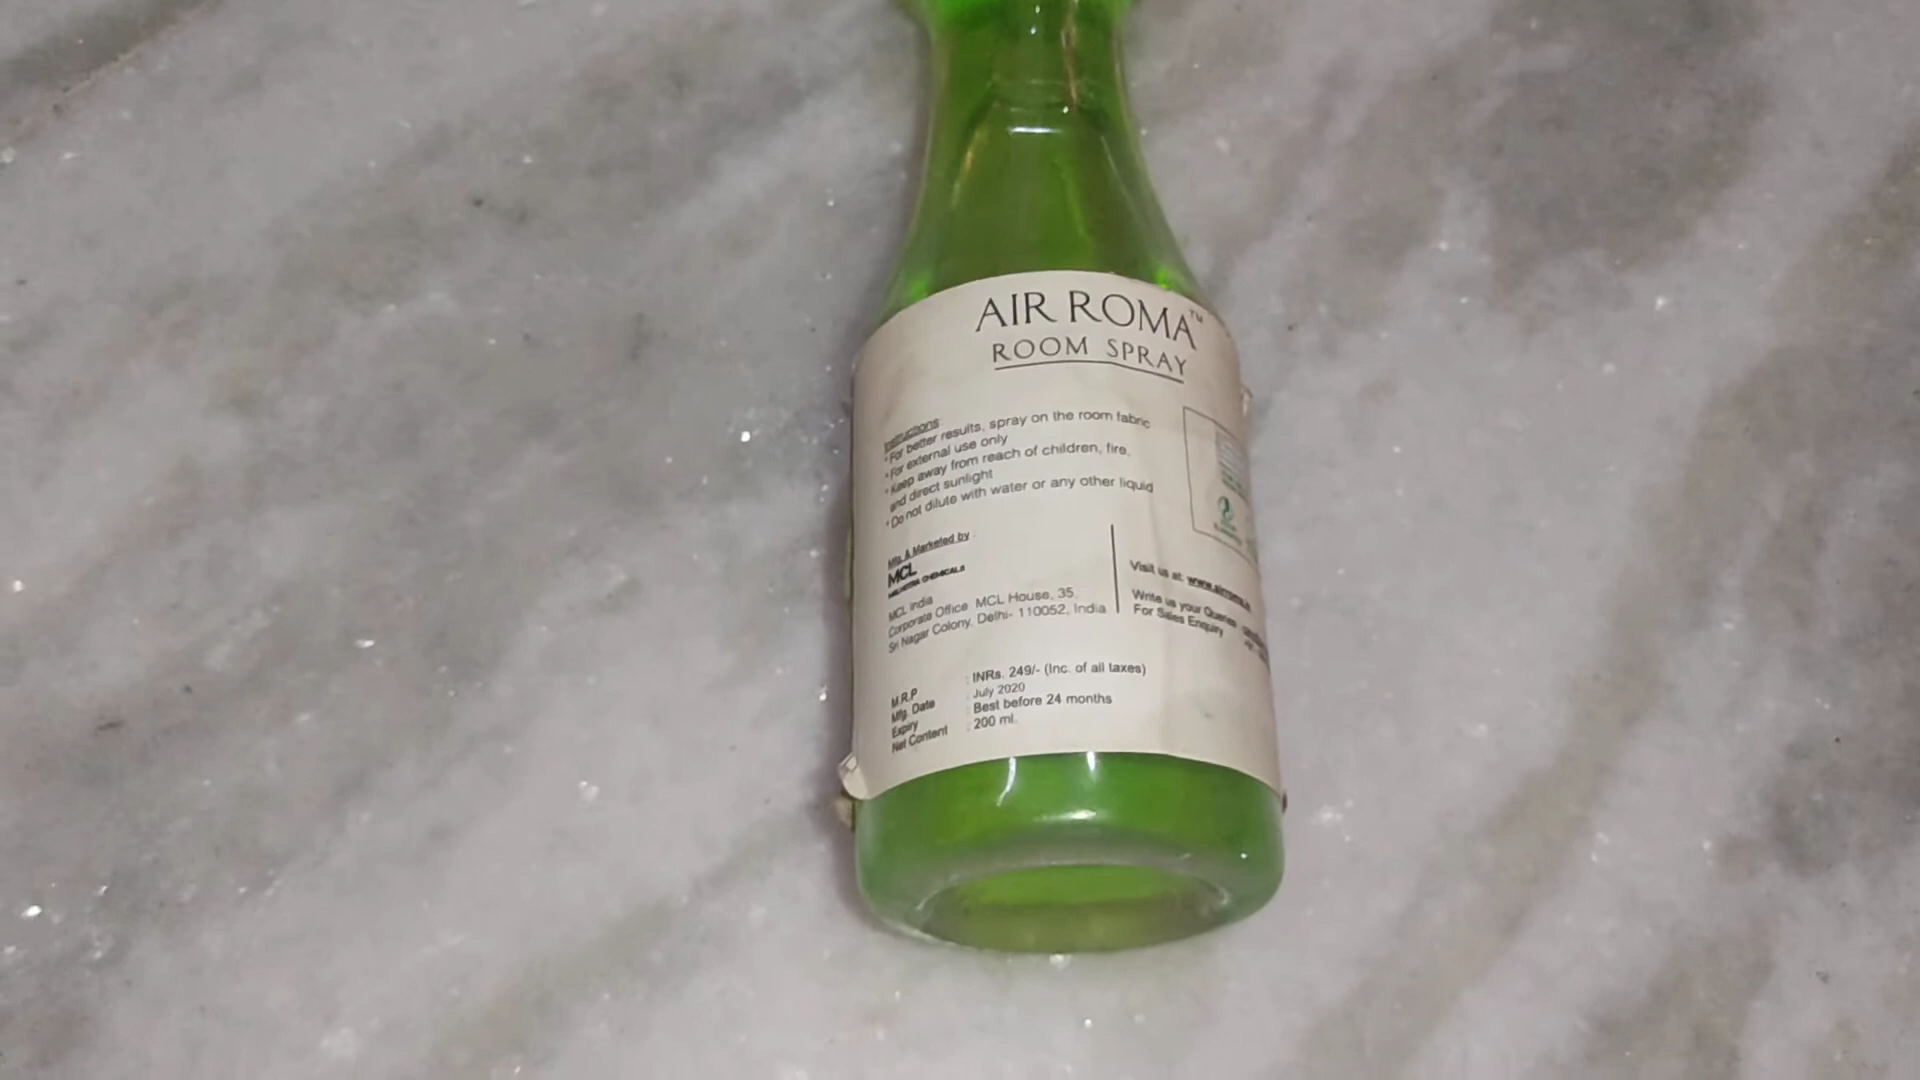 AIR ROMA™
ROOM SPRAY
Instructions
*For better results, spray on the room fabric
*For external use only
*Keep away from reach of children, fire,
and direct sunlight
*Do not dilute with water or any other liquid
Mfg. & Marketed by
MCL
MALHOTRA CHEMICALS
MCL India
Corporate Office MCL House, 35,
Sri Nagar Colony, Delhi- 110052, India
Visit us at:
Write us your Queries
For Sales Enquiry
M.R.P : INRs. 249/- (Inc. of all taxes)
Mfg. Date : July 2020
Expiry : Best before 24 months
Net Content : 200 ml.